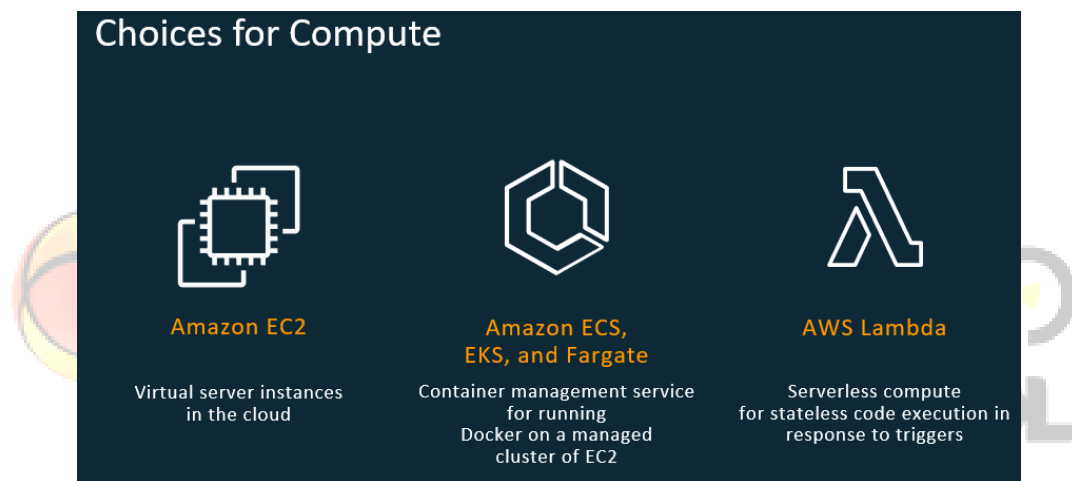 Choices for Compute
Amazon EC2
Virtual server instances
in the cloud
Amazon ECS,
EKS, and Fargate
Container management service
for running
Docker on a managed
cluster of EC2
AWS Lambda
Serverless compute
for stateless code execution in
response to triggers